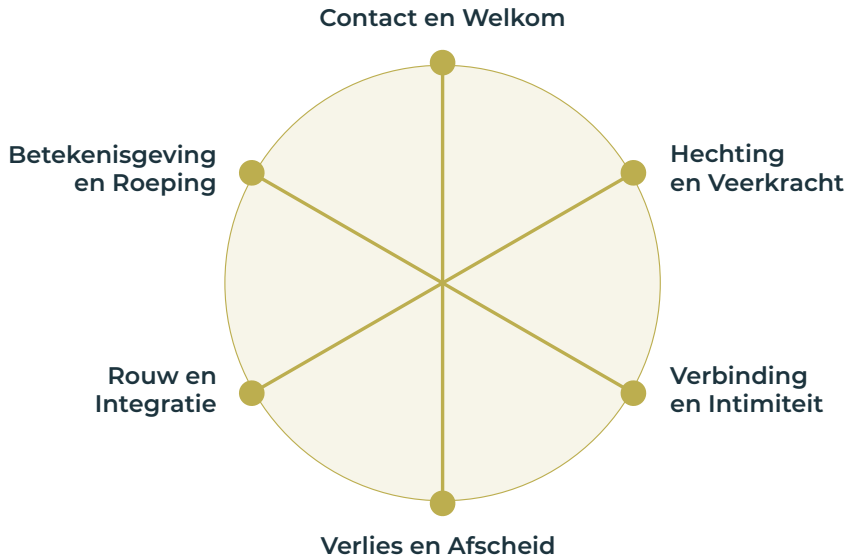 Contact en Welkom
Betekenisgeving
en Roeping
Hechting
en Veerkracht
Rouw en
Integratie
Verbinding
en Intimiteit
Verlies en Afscheid